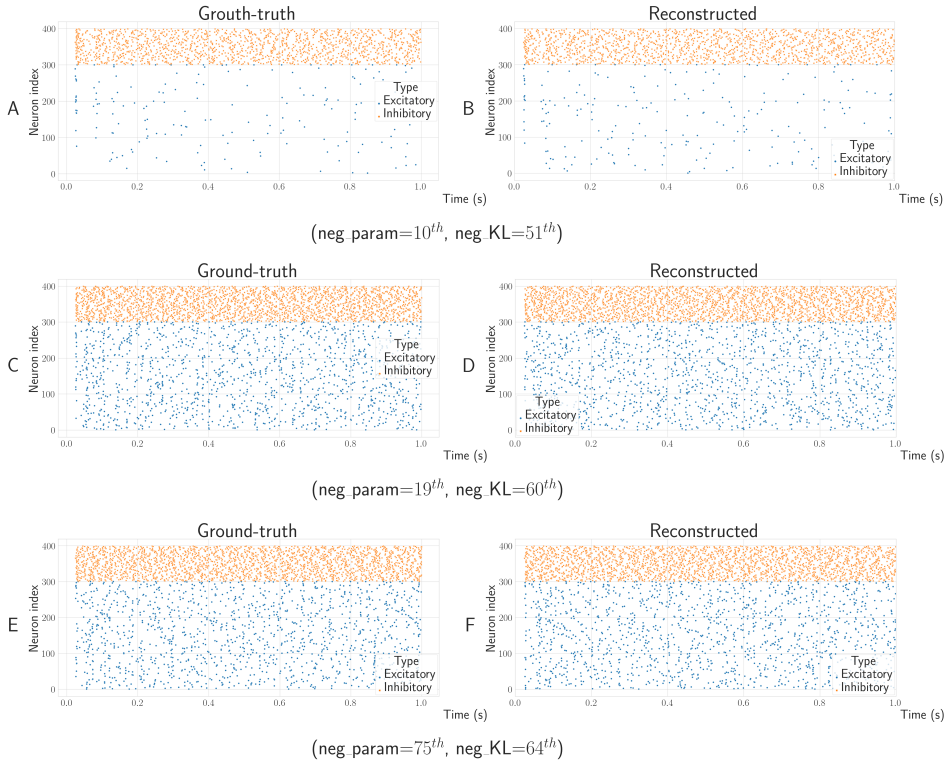 Grouth-truth
Reconstructed
A
Neuron index
400
300
200
100
0
Type
Excitatory
Inhibitory
0.0 0.2 0.4 0.6 0.8 1.0
Time (s)
B
Neuron index
400
300
200
100
0
Type
Excitatory
Inhibitory
0.0 0.2 0.4 0.6 0.8 1.0
Time (s)
(neg_param=10th, neg_KL=51th)
Ground-truth
Reconstructed
C
Neuron index
400
300
200
100
0
Type
Excitatory
Inhibitory
0.0 0.2 0.4 0.6 0.8 1.0
Time (s)
D
Neuron index
400
300
200
100
0
Type
Excitatory
Inhibitory
0.0 0.2 0.4 0.6 0.8 1.0
Time (s)
(neg_param=19th, neg_KL=60th)
Ground-truth
Reconstructed
E
Neuron index
400
300
200
100
0
Type
Excitatory
Inhibitory
0.0 0.2 0.4 0.6 0.8 1.0
Time (s)
F
Neuron index
400
300
200
100
0
Type
Excitatory
Inhibitory
0.0 0.2 0.4 0.6 0.8 1.0
Time (s)
(neg_param=75th, neg_KL=64th)